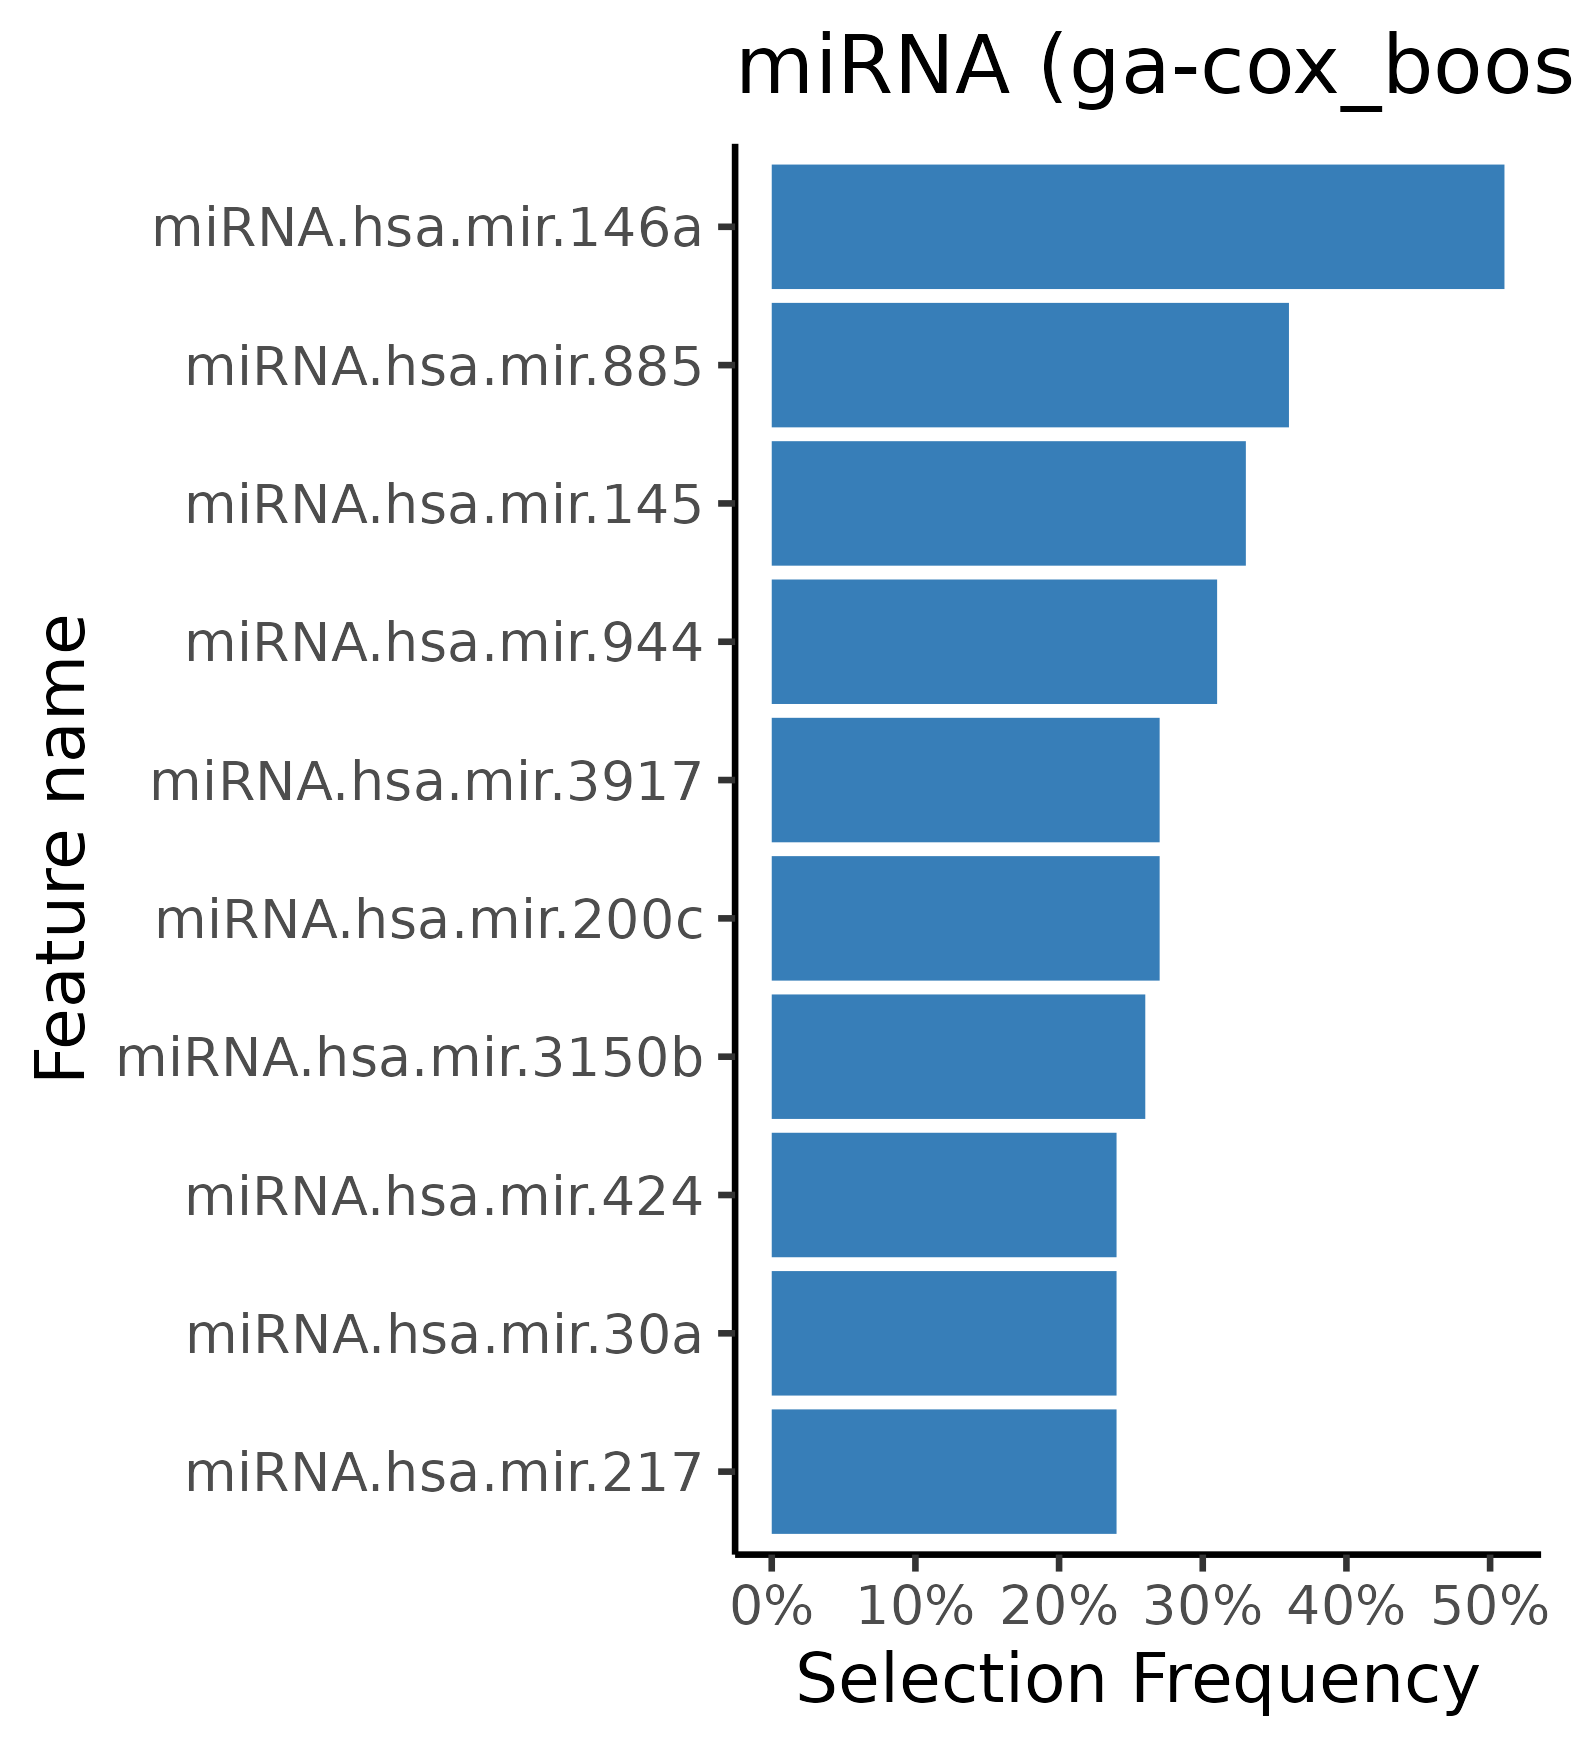 miRNA (ga-cox_boos
miRNA.hsa.mir.146a
miRNA.hsa.mir.885
miRNA.hsa.mir.145
miRNA.hsa.mir.944
miRNA.hsa.mir.3917
miRNA.hsa.mir.200c
miRNA.hsa.mir.3150b
miRNA.hsa.mir.424
miRNA.hsa.mir.30a
miRNA.hsa.mir.217
Feature name
0% 10% 20% 30% 40% 50%
Selection Frequency